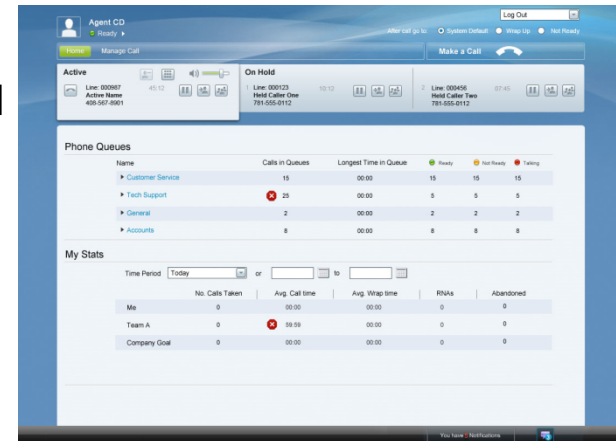 Agent CD
Ready
After call go to: System Default Wrap Up Not Ready
Log Out
Home Manage Call
Make a Call
Active
Line: 000987 45:12
Active Name
408-567-8901
On Hold
1 Line: 000123 10:12
Held Caller One
781-555-0112
2 Line: 000456 07:45
Held Caller Two
781-555-0112
Phone Queues
Name Calls in Queues Longest Time in Queue Ready Not Ready Talking
Customer Service 15 00:00 15 15 15
Tech Support 25 00:00 5 5 5
General 2 00:00 2 2 2
Accounts 8 00:00 8 8 8
My Stats
Time Period Today or to
No. Calls Taken Avg. Call time Avg. Wrap time RNAs Abandoned
Me 0 00:00 00:00 0 0
Team A 0 59:59 00:00 0 0
Company Goal 0 00:00 00:00 0 0
You have 5 Notifications